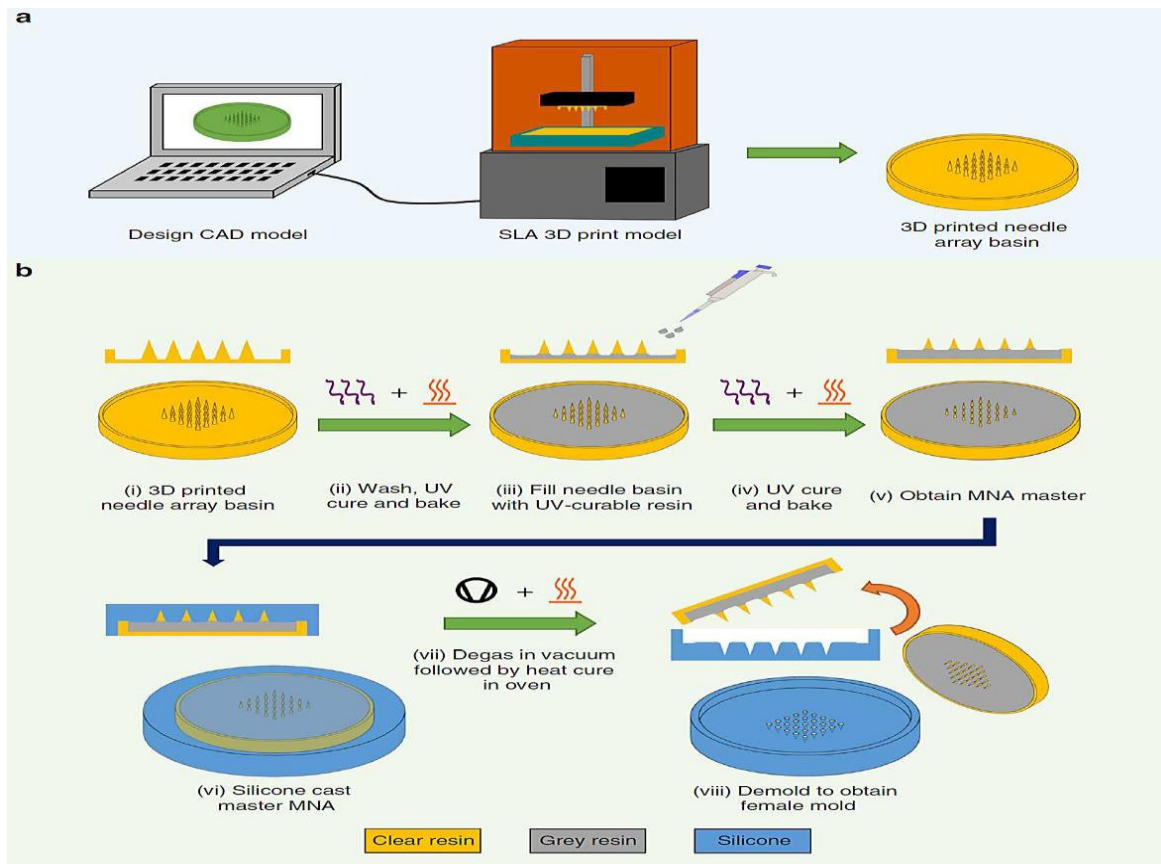 a
Design CAD model
SLA 3D print model
3D printed needle
array basin
b
+
+
(i) 3D printed
needle array basin
(ii) Wash, UV
cure and bake
(iii) Fill needle basin
with UV-curable resin
(iv) UV cure
and bake
(v) Obtain MNA master
+
(vi) Silicone cast
master MNA
(vii) Degas in vacuum
followed by heat cure
in oven
(viii) Demold to obtain
female mold
Clear resin
Grey resin
Silicone